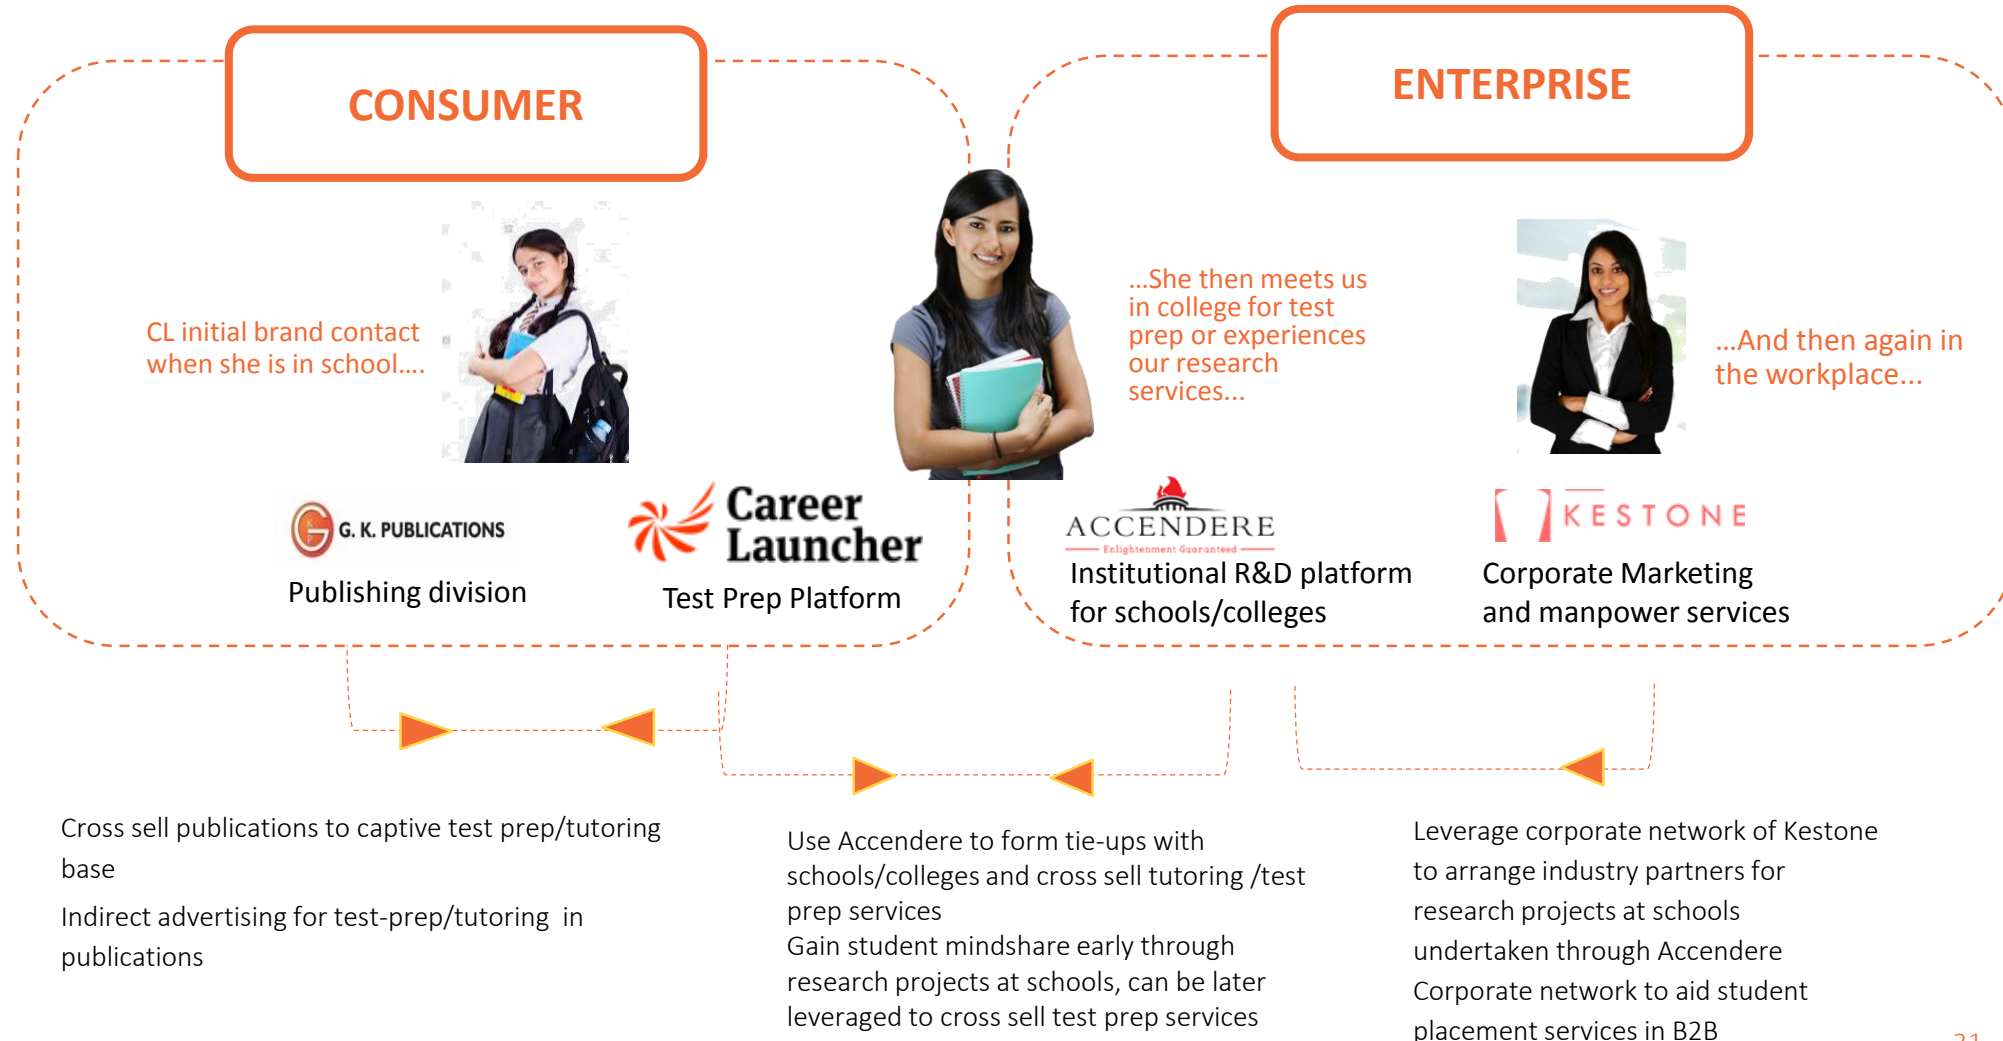 CONSUMER
ENTERPRISE
CL initial brand contact
when she is in school....
...She then meets us
in college for test
prep or experiences
our research
services...
...And then again in
the workplace...
G. K. PUBLICATIONS
Publishing division
Career
Launcher
Test Prep Platform
ACCENDERE
Enlightenment Guaranteed
Institutional R&D platform
for schools/colleges
KESTONE
Corporate Marketing
and manpower services
Cross sell publications to captive test prep/tutoring
base
Indirect advertising for test-prep/tutoring in
publications
Use Accendere to form tie-ups with
schools/colleges and cross sell tutoring /test
prep services
Gain student mindshare early through
research projects at schools, can be later
leveraged to cross sell test prep services
Leverage corporate network of Kestone
to arrange industry partners for
research projects at schools
undertaken through Accendere
Corporate network to aid student
placement services in B2B